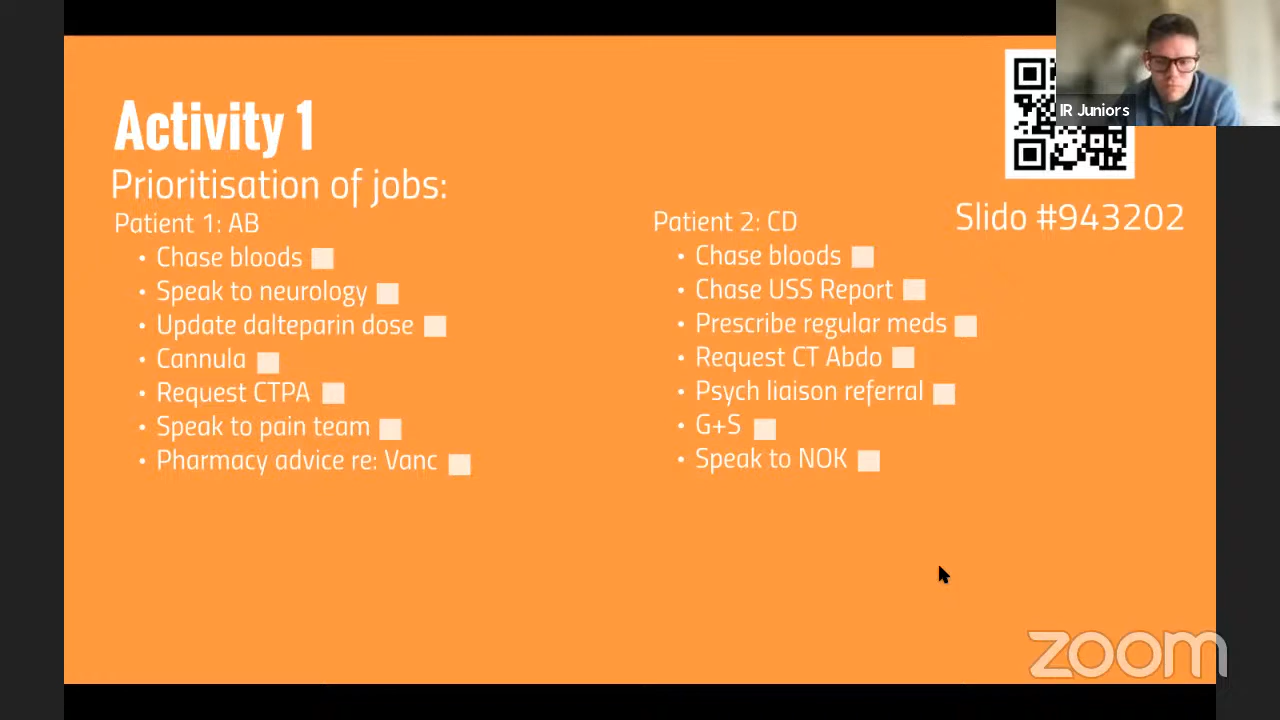 Activity 1
Prioritisation of jobs:
Patient 1: AB
• Chase bloods
• Speak to neurology
• Update dalteparin dose
• Cannula
• Request CTPA
• Speak to pain team
• Pharmacy advice re: Vanc
Patient 2: CD
• Chase bloods
• Chase USS Report
• Prescribe regular meds
• Request CT Abdo
• Psych liaison referral
• G+S
• Speak to NOK
Slido #943202
IR Juniors
zoom